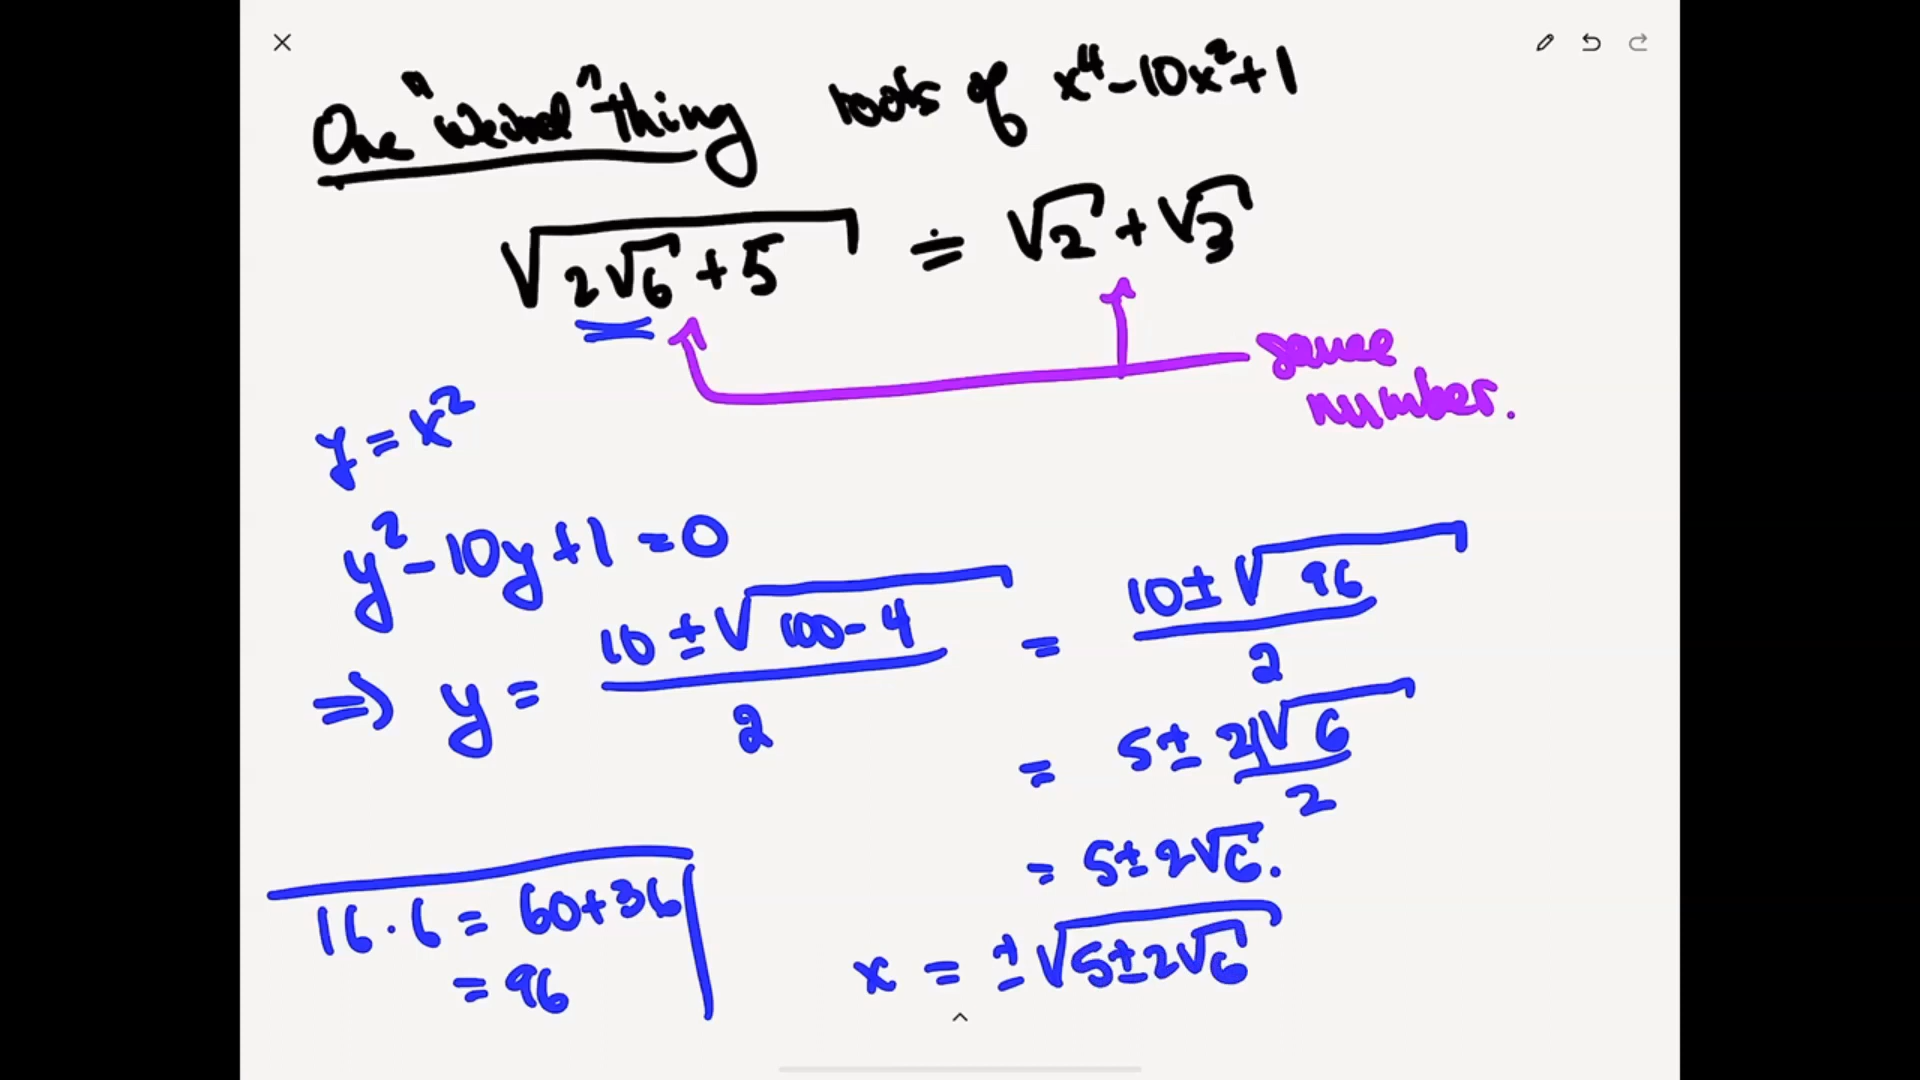 One "weird" thing roots of x⁴-10x²+1
√(2√6+5) ≐ √2+√3
same
number.
y=x²
y²-10y+1=0
⇒ y = (10±√(100-4))/2 = (10±√96)/2
= 5± 4√6/2
= 5±2√6.
16·6 = 60+36
= 96
x = ±√(5±2√6)